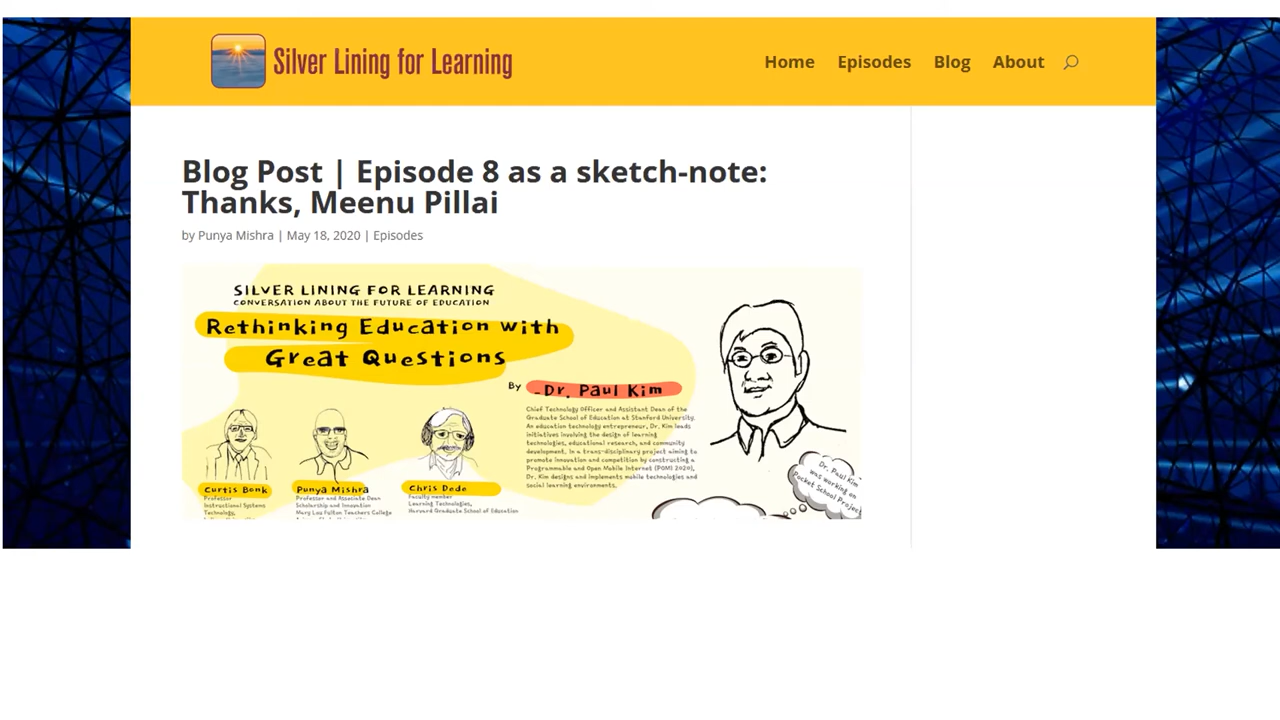 Silver Lining for Learning
Home Episodes Blog About
Blog Post | Episode 8 as a sketch-note:
Thanks, Meenu Pillai
by Punya Mishra | May 18, 2020 | Episodes
SILVER LINING FOR LEARNING
CONVERSATION ABOUT THE FUTURE OF EDUCATION
Rethinking Education with
Great Questions
By -Dr. Paul Kim
Chief Technology Officer and Assistant Dean of the
Graduate School of Education at Stanford University.
An education technology entrepreneur, Dr. Kim leads
initiatives involving the design of learning
technologies, educational research, and community
development. In a trans-disciplinary project aiming to
promote innovation and competition by constructing a
Programmable and Open Mobile Internet (POMI 2020),
Dr. Kim designs and implements mobile technologies and
social learning environments.
Dr. Paul Kim
was working on
Pocket School Project
Curtis Bonk
Professor
Instructional Systems
Technology,
Punya Mishra
Professor and Associate Dean
Scholarship and Innovation
Mary Lou Fulton Teachers College
Chris Dede
Faculty member
Learning Technologies,
Harvard Graduate School of Education